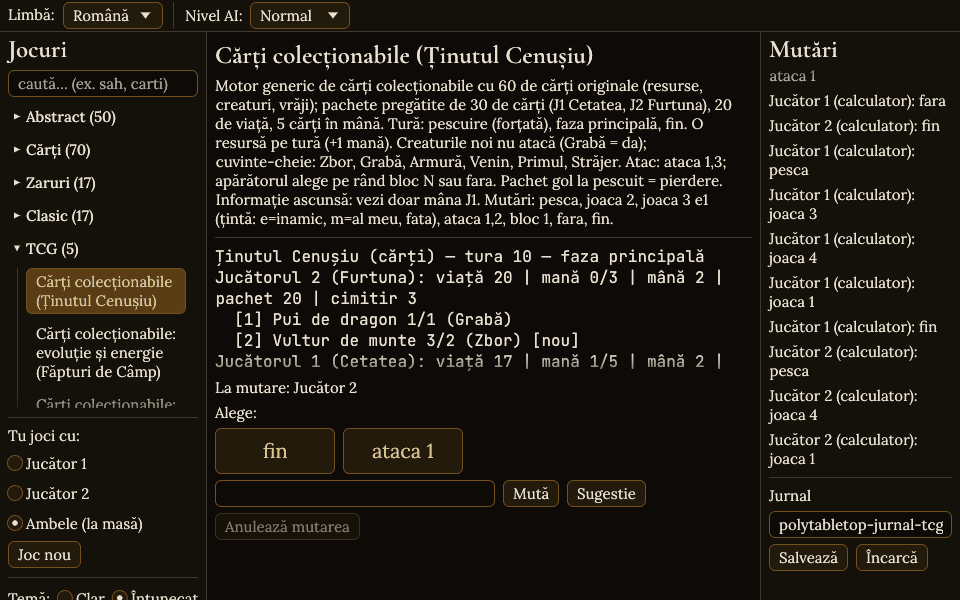 Limbă: Română ▼ Nivel AI: Normal ▼
Jocuri
caută... (ex. sah, carti)
▸ Abstract (50)
▸ Cărți (70)
▸ Zaruri (17)
▸ Clasic (17)
▾ TCG (5)
Cărți colecționabile
(Ținutul Cenușiu)
Cărți colecționabile:
evoluție și energie
(Făpturi de Câmp)
Cărți colecționabile:
Tu joci cu:
Jucător 1
Jucător 2
Ambele (la masă)
Joc nou
Temă: Clar Întunecat
Cărți colecționabile (Ținutul Cenușiu)
Motor generic de cărți colecționabile cu 60 de cărți originale (resurse,
creaturi, vrăji); pachete pregătite de 30 de cărți (J1 Cetatea, J2 Furtuna), 20
de viață, 5 cărți în mână. Tură: pescuire (forțată), faza principală, fin. O
resursă pe tură (+1 mană). Creaturile noi nu atacă (Grabă = da);
cuvinte-cheie: Zbor, Grabă, Armură, Venin, Primul, Străjer. Atac: ataca 1,3;
apărătorul alege pe rând bloc N sau fara. Pachet gol la pescuit = pierdere.
Informație ascunsă: vezi doar mâna J1. Mutări: pesca, joaca 2, joaca 3 e1
(țintă: e=inamic, m=al meu, fata), ataca 1,2, bloc 1, fara, fin.
Ținutul Cenușiu (cărți) — tura 10 — faza principală
Jucătorul 2 (Furtuna): viață 20 | mană 0/3 | mână 2 |
pachet 20 | cimitir 3
[1] Pui de dragon 1/1 (Grabă)
[2] Vultur de munte 3/2 (Zbor) [nou]
Jucătorul 1 (Cetatea): viață 17 | mană 1/5 | mână 2 |
La mutare: Jucător 2
Alege:
fin ataca 1
Mută Sugestie
Anulează mutarea
Mutări
ataca 1
Jucător 1 (calculator): fara
Jucător 2 (calculator): fin
Jucător 1 (calculator):
pesca
Jucător 1 (calculator):
joaca 3
Jucător 1 (calculator):
joaca 4
Jucător 1 (calculator):
joaca 1
Jucător 1 (calculator): fin
Jucător 2 (calculator):
pesca
Jucător 2 (calculator):
joaca 4
Jucător 2 (calculator):
joaca 1
Jurnal
polytabletop-jurnal-tcg
Salvează Încarcă